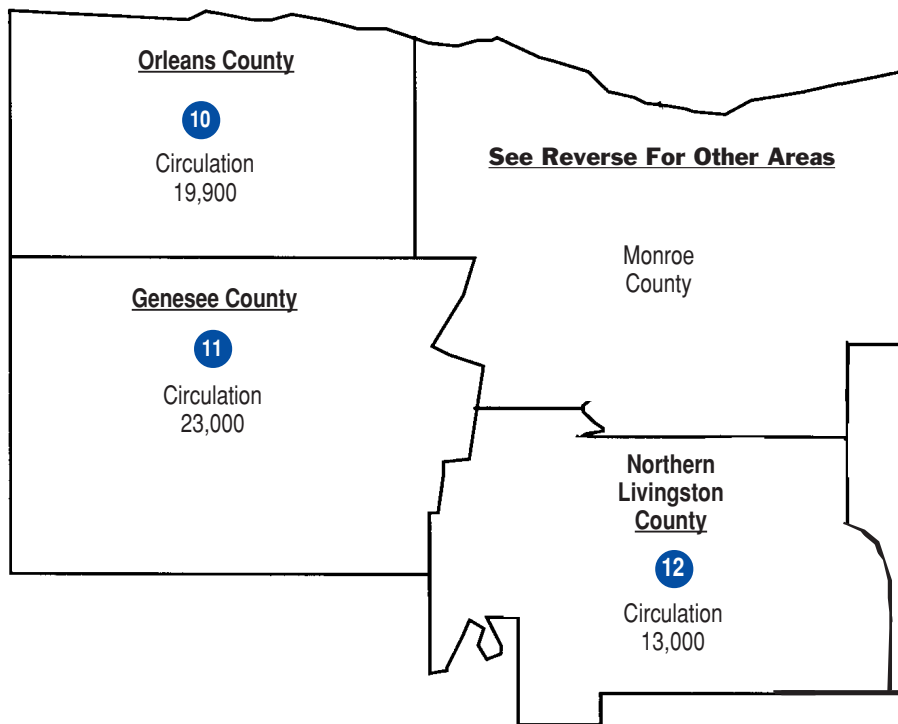 Orleans County
10
Circulation
19,900
See Reverse For Other Areas
Monroe
County
Genesee County
11
Circulation
23,000
Northern
Livingston
County
12
Circulation
13,000